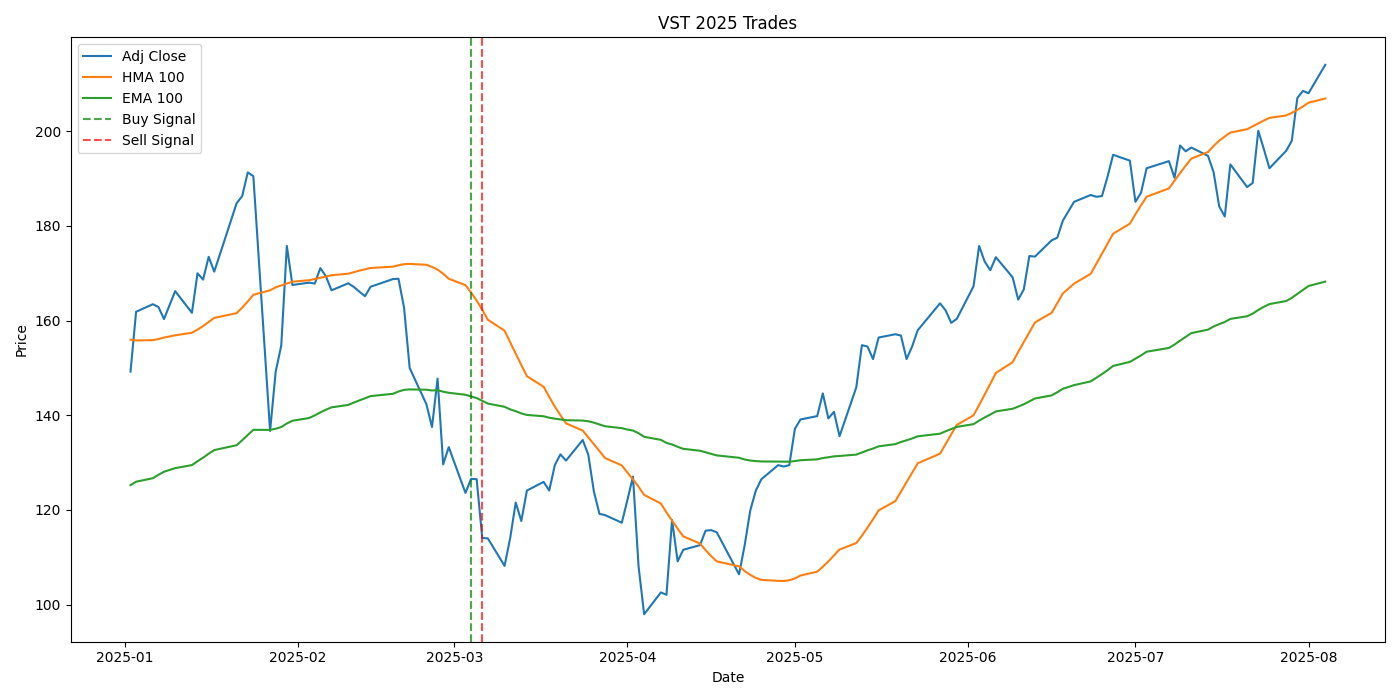 VST 2025 Trades
Adj Close
HMA 100
EMA 100
Buy Signal
Sell Signal
Price
200
180
160
140
120
100
2025-01
2025-02
2025-03
2025-04
2025-05
2025-06
2025-07
2025-08
Date